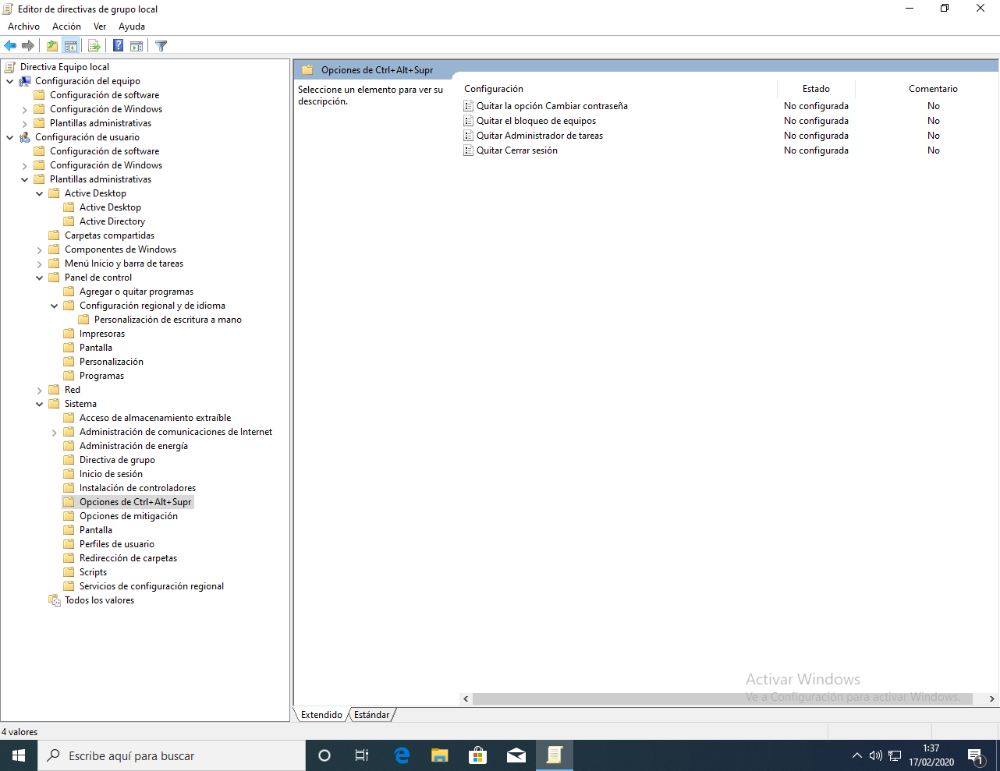 Editor de directivas de grupo local
Archivo Acción Ver Ayuda
Directiva Equipo local
Configuración del equipo
Configuración de software
Configuración de Windows
Plantillas administrativas
Configuración de usuario
Configuración de software
Configuración de Windows
Plantillas administrativas
Active Desktop
Active Desktop
Active Directory
Carpetas compartidas
Componentes de Windows
Menú Inicio y barra de tareas
Panel de control
Agregar o quitar programas
Configuración regional y de idioma
Personalización de escritura a mano
Impresoras
Pantalla
Personalización
Programas
Red
Sistema
Acceso de almacenamiento extraíble
Administración de comunicaciones de Internet
Administración de energía
Directiva de grupo
Inicio de sesión
Instalación de controladores
Opciones de Ctrl+Alt+Supr
Opciones de mitigación
Pantalla
Perfiles de usuario
Redirección de carpetas
Scripts
Servicios de configuración regional
Todos los valores
Opciones de Ctrl+Alt+Supr
Seleccione un elemento para ver su
descripción.
Configuración Estado Comentario
Quitar la opción Cambiar contraseña No configurada No
Quitar el bloqueo de equipos No configurada No
Quitar Administrador de tareas No configurada No
Quitar Cerrar sesión No configurada No
Activar Windows
Ve a Configuración para activar Windows.
Extendido Estándar
4 valores
Escribe aquí para buscar
1:37
17/02/2020
1